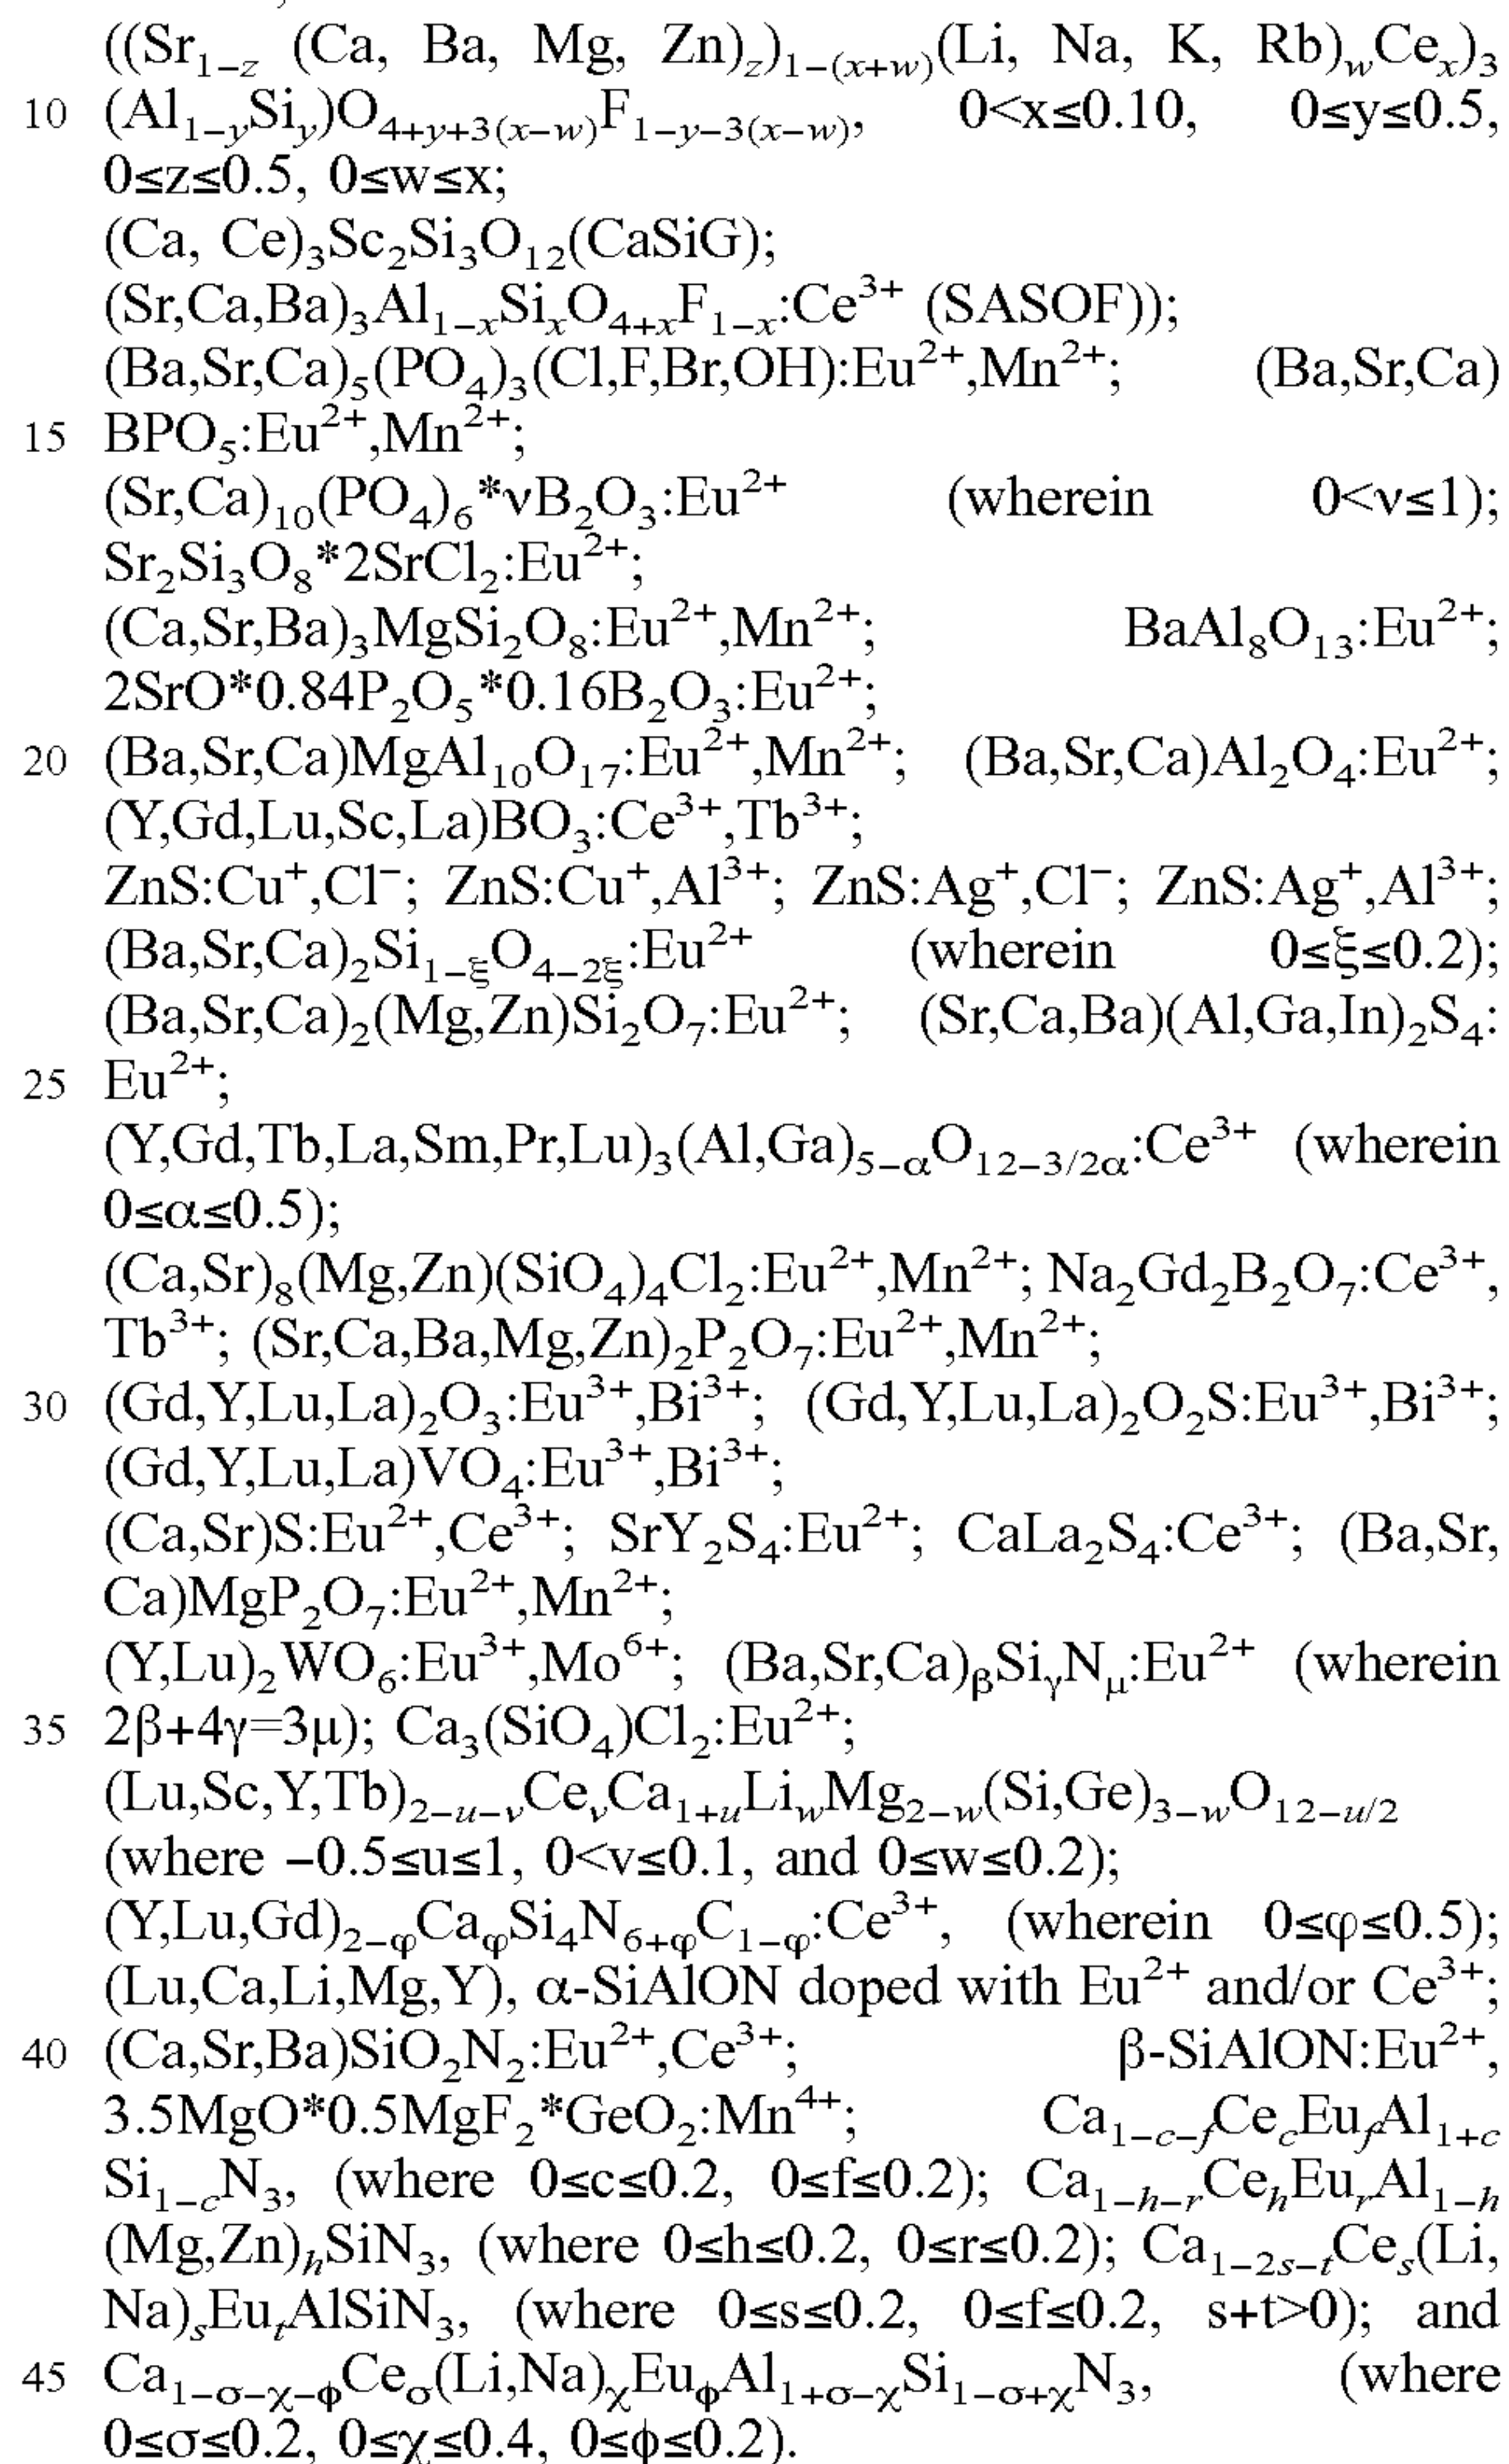 ((Sr₁₋z (Ca, Ba, Mg, Zn)z)₁₋₍ₓ₊w₎(Li, Na, K, Rb)wCeₓ)₃
10 (Al₁₋ySiy)O₄₊y₊₃₍ₓ₋w₎F₁₋y₋₃₍ₓ₋w₎, 0<x≤0.10, 0≤y≤0.5,
0≤z≤0.5, 0≤w≤x;
(Ca, Ce)₃Sc₂Si₃O₁₂(CaSiG);
(Sr,Ca,Ba)₃Al₁₋ₓSiₓO₄₊ₓF₁₋ₓ:Ce³⁺ (SASOF));
(Ba,Sr,Ca)₅(PO₄)₃(Cl,F,Br,OH):Eu²⁺,Mn²⁺; (Ba,Sr,Ca)
15 BPO₅:Eu²⁺,Mn²⁺;
(Sr,Ca)₁₀(PO₄)₆*νB₂O₃:Eu²⁺ (wherein 0<ν≤1);
Sr₂Si₃O₈*2SrCl₂:Eu²⁺;
(Ca,Sr,Ba)₃MgSi₂O₈:Eu²⁺,Mn²⁺; BaAl₈O₁₃:Eu²⁺;
2SrO*0.84P₂O₅*0.16B₂O₃:Eu²⁺;
20 (Ba,Sr,Ca)MgAl₁₀O₁₇:Eu²⁺,Mn²⁺; (Ba,Sr,Ca)Al₂O₄:Eu²⁺;
(Y,Gd,Lu,Sc,La)BO₃:Ce³⁺,Tb³⁺;
ZnS:Cu⁺,Cl⁻; ZnS:Cu⁺,Al³⁺; ZnS:Ag⁺,Cl⁻; ZnS:Ag⁺,Al³⁺;
(Ba,Sr,Ca)₂Si₁₋ξO₄₋₂ξ:Eu²⁺ (wherein 0≤ξ≤0.2);
(Ba,Sr,Ca)₂(Mg,Zn)Si₂O₇:Eu²⁺; (Sr,Ca,Ba)(Al,Ga,In)₂S₄:
25 Eu²⁺;
(Y,Gd,Tb,La,Sm,Pr,Lu)₃(Al,Ga)₅₋αO₁₂₋₃/₂α:Ce³⁺ (wherein
0≤α≤0.5);
(Ca,Sr)₈(Mg,Zn)(SiO₄)₄Cl₂:Eu²⁺,Mn²⁺; Na₂Gd₂B₂O₇:Ce³⁺,
Tb³⁺; (Sr,Ca,Ba,Mg,Zn)₂P₂O₇:Eu²⁺,Mn²⁺;
30 (Gd,Y,Lu,La)₂O₃:Eu³⁺,Bi³⁺; (Gd,Y,Lu,La)₂O₂S:Eu³⁺,Bi³⁺;
(Gd,Y,Lu,La)VO₄:Eu³⁺,Bi³⁺;
(Ca,Sr)S:Eu²⁺,Ce³⁺; SrY₂S₄:Eu²⁺; CaLa₂S₄:Ce³⁺; (Ba,Sr,
Ca)MgP₂O₇:Eu²⁺,Mn²⁺;
(Y,Lu)₂WO₆:Eu³⁺,Mo⁶⁺; (Ba,Sr,Ca)βSiγNμ:Eu²⁺ (wherein
35 2β+4γ=3μ); Ca₃(SiO₄)Cl₂:Eu²⁺;
(Lu,Sc,Y,Tb)₂₋ᵤ₋ᵥCeᵥCa₁₊ᵤLiwMg₂₋w(Si,Ge)₃₋wO₁₂₋ᵤ/₂
(where −0.5≤u≤1, 0<v≤0.1, and 0≤w≤0.2);
(Y,Lu,Gd)₂₋φCaφSi₄N₆₊φC₁₋φ:Ce³⁺, (wherein 0≤φ≤0.5);
(Lu,Ca,Li,Mg,Y), α-SiAlON doped with Eu²⁺ and/or Ce³⁺;
40 (Ca,Sr,Ba)SiO₂N₂:Eu²⁺,Ce³⁺; β-SiAlON:Eu²⁺,
3.5MgO*0.5MgF₂*GeO₂:Mn⁴⁺; Ca₁₋c₋fCecEufAl₁₊c
Si₁₋cN₃, (where 0≤c≤0.2, 0≤f≤0.2); Ca₁₋ₕ₋ᵣCeₕEuᵣAl₁₋ₕ
(Mg,Zn)ₕSiN₃, (where 0≤h≤0.2, 0≤r≤0.2); Ca₁₋₂ₛ₋ₜCeₛ(Li,
Na)ₛEuₜAlSiN₃, (where 0≤s≤0.2, 0≤f≤0.2, s+t>0); and
45 Ca₁₋σ₋χ₋ϕCeσ(Li,Na)χEuϕAl₁₊σ₋χSi₁₋σ₊χN₃, (where
0≤σ≤0.2, 0≤χ≤0.4, 0≤ϕ≤0.2).